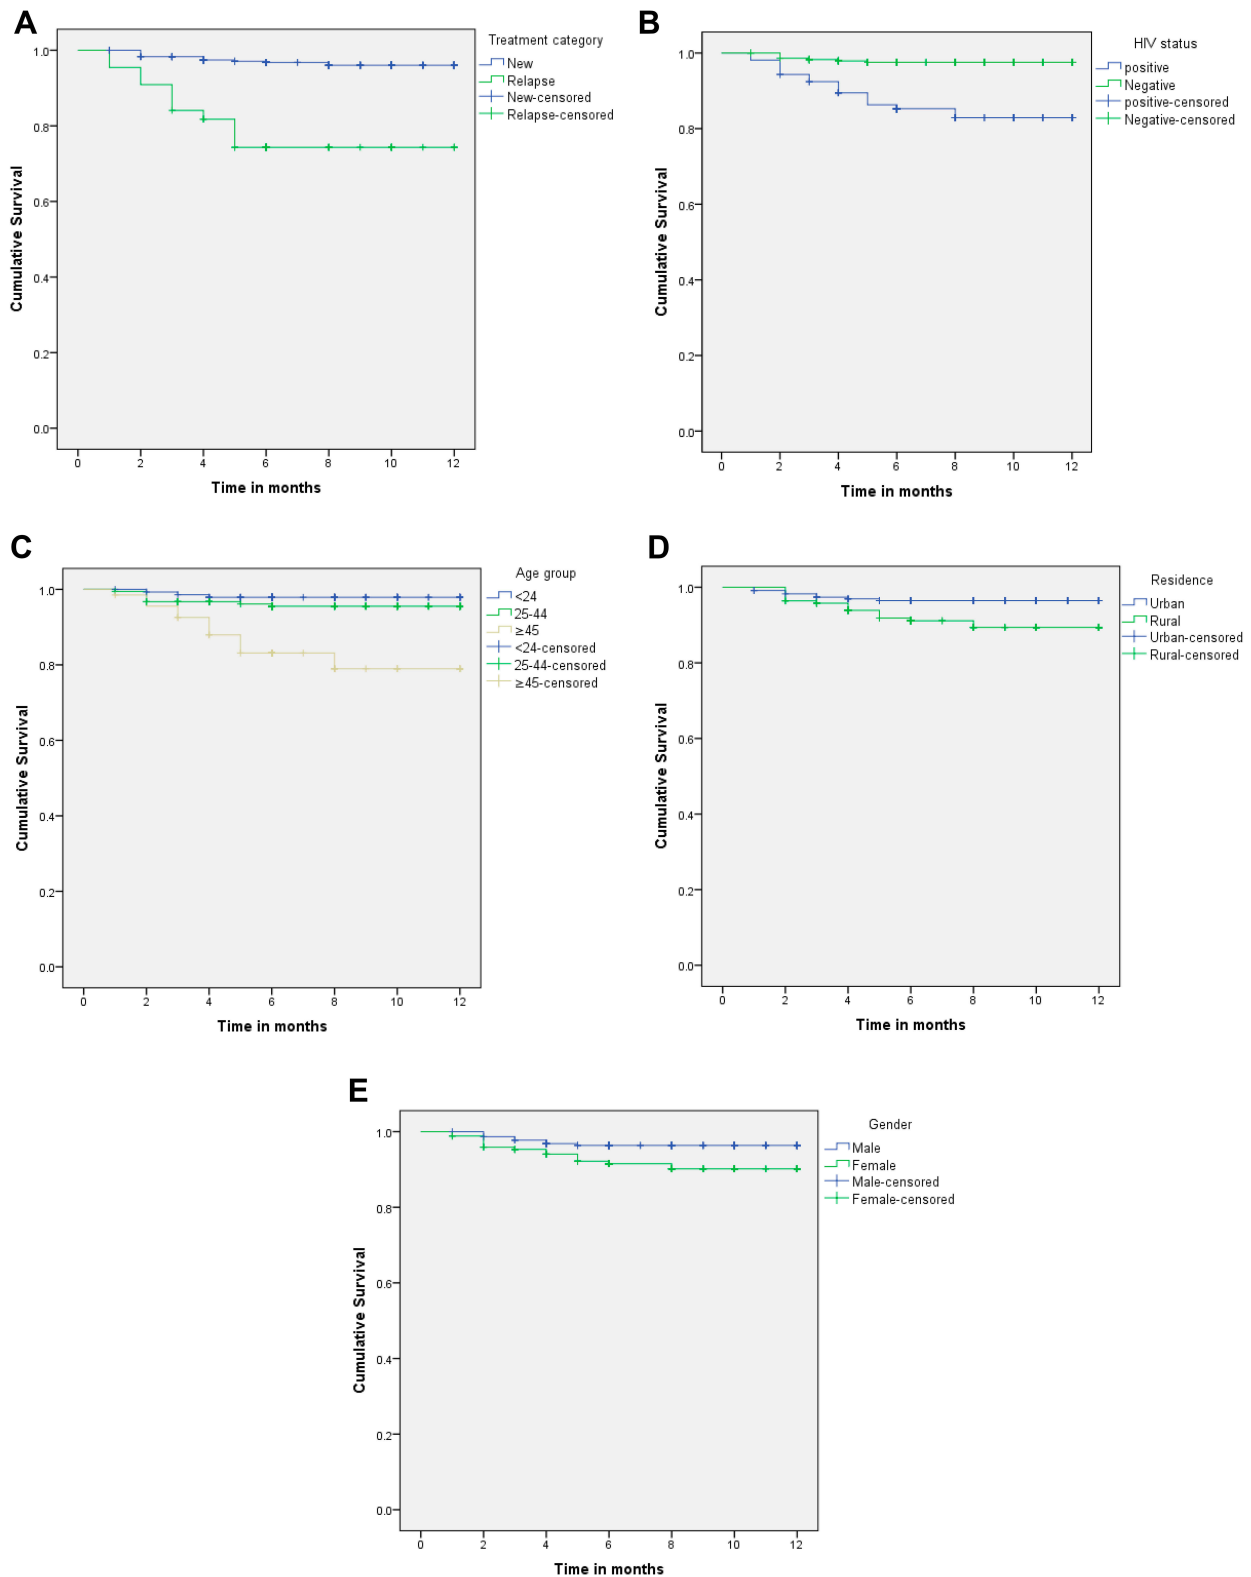 A
Treatment category
New
Relapse
New-censored
Relapse-censored
1.0
0.8
0.6
0.4
0.2
0.0
Cumulative Survival
0 2 4 6 8 10 12
Time in months
B
HIV status
positive
Negative
positive-censored
Negative-censored
1.0
0.8
0.6
0.4
0.2
0.0
Cumulative Survival
0 2 4 6 8 10 12
Time in months
C
Age group
<24
25-44
≥45
<24-censored
25-44-censored
≥45-censored
1.0
0.8
0.6
0.4
0.2
0.0
Cumulative Survival
0 2 4 6 8 10 12
Time in months
D
Residence
Urban
Rural
Urban-censored
Rural-censored
1.0
0.8
0.6
0.4
0.2
0.0
Cumulative Survival
0 2 4 6 8 10 12
Time in months
E
Gender
Male
Female
Male-censored
Female-censored
1.0
0.8
0.6
0.4
0.2
0.0
Cumulative Survival
0 2 4 6 8 10 12
Time in months